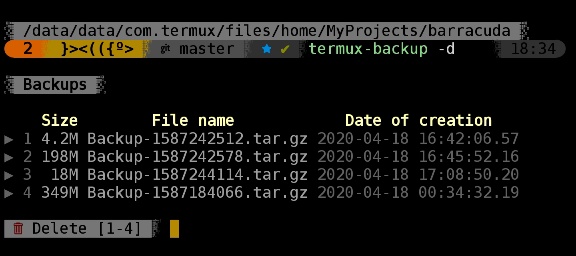 /data/data/com.termux/files/home/MyProjects/barracuda
2 }><(({º> master ★ ✔ termux-backup -d 18:34
Backups
Size File name Date of creation
▶ 1 4.2M Backup-1587242512.tar.gz 2020-04-18 16:42:06.57
▶ 2 198M Backup-1587242578.tar.gz 2020-04-18 16:45:52.16
▶ 3 18M Backup-1587244114.tar.gz 2020-04-18 17:08:50.20
▶ 4 349M Backup-1587184066.tar.gz 2020-04-18 00:34:32.19
Delete [1-4]